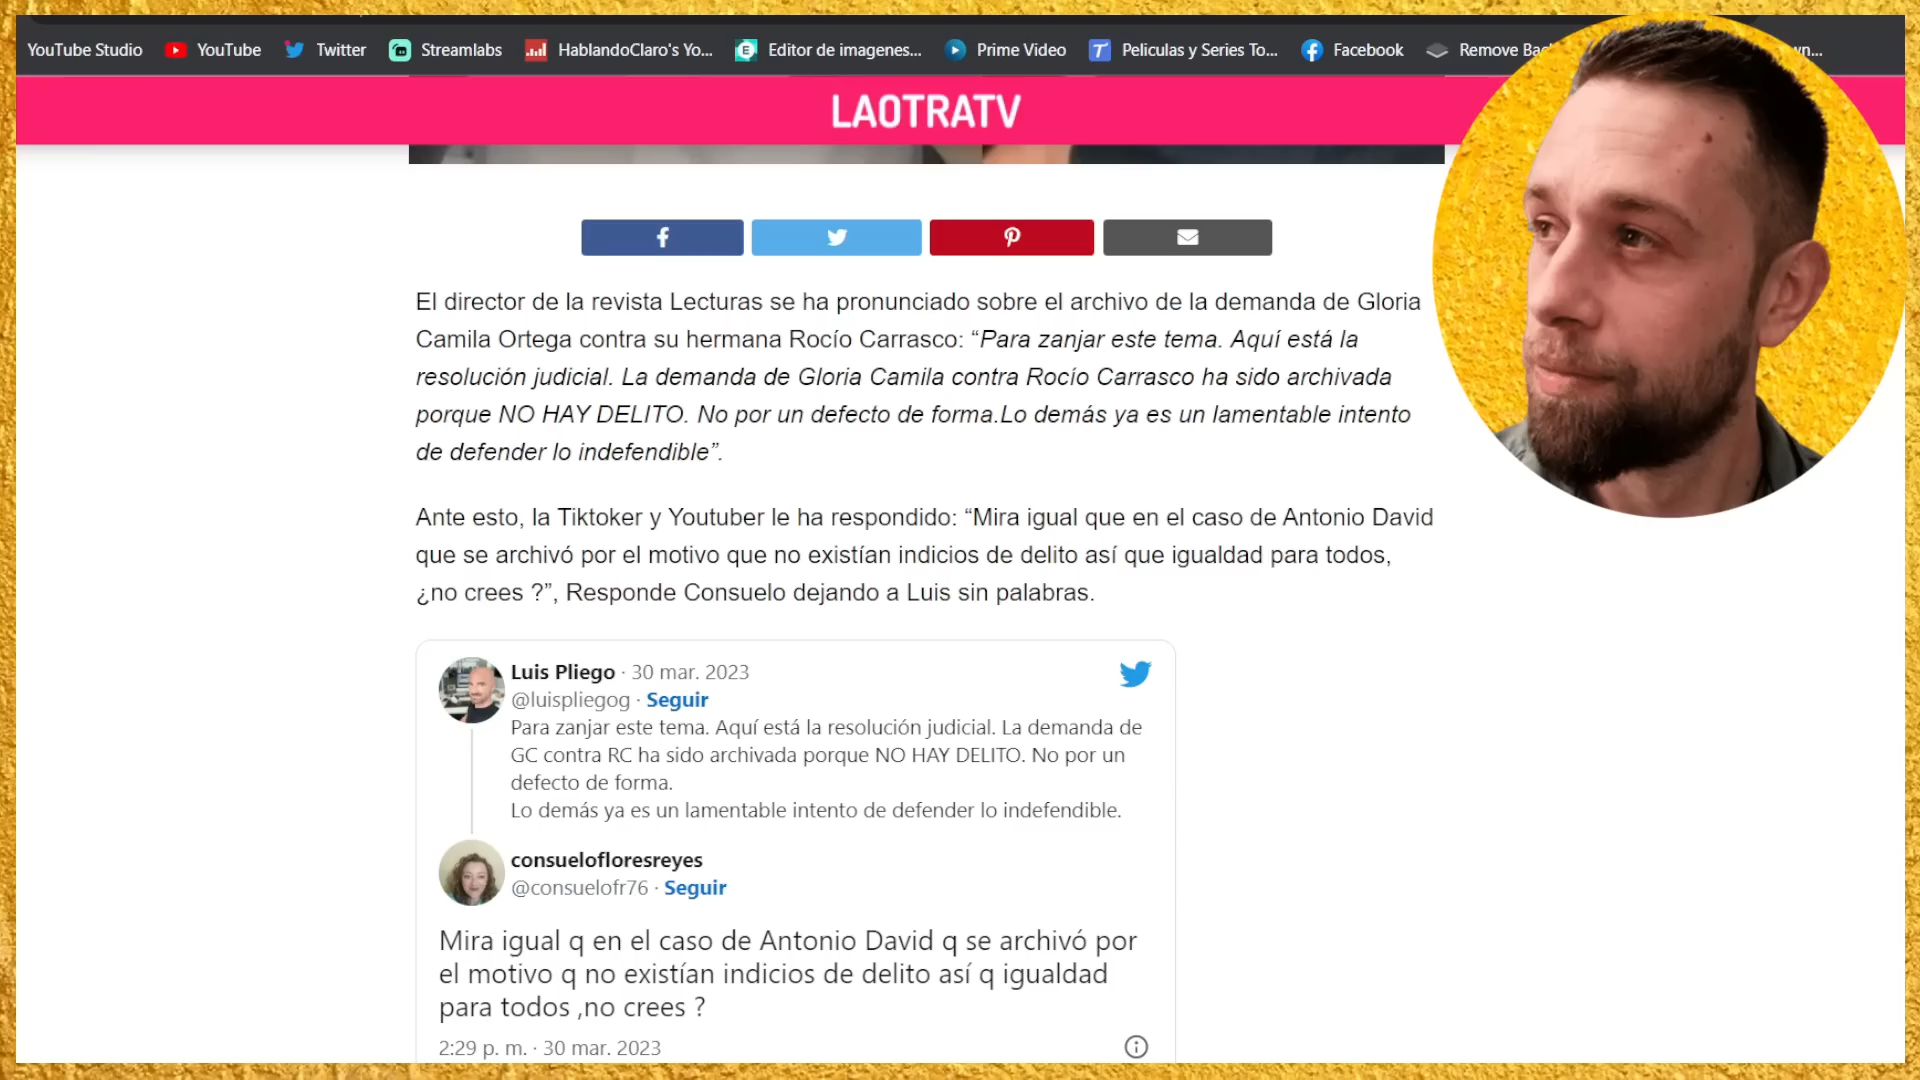 YouTube Studio YouTube Twitter Streamlabs HablandoClaro's Yo... Editor de imagenes... Prime Video Peliculas y Series To... Facebook Remove
LAOTRATV
El director de la revista Lecturas se ha pronunciado sobre el archivo de la demanda de Gloria
Camila Ortega contra su hermana Rocío Carrasco: “Para zanjar este tema. Aquí está la
resolución judicial. La demanda de Gloria Camila contra Rocío Carrasco ha sido archivada
porque NO HAY DELITO. No por un defecto de forma.Lo demás ya es un lamentable intento
de defender lo indefendible”.
Ante esto, la Tiktoker y Youtuber le ha respondido: “Mira igual que en el caso de Antonio David
que se archivó por el motivo que no existían indicios de delito así que igualdad para todos,
¿no crees ?”, Responde Consuelo dejando a Luis sin palabras.
Luis Pliego · 30 mar. 2023
@luispliegog · Seguir
Para zanjar este tema. Aquí está la resolución judicial. La demanda de
GC contra RC ha sido archivada porque NO HAY DELITO. No por un
defecto de forma.
Lo demás ya es un lamentable intento de defender lo indefendible.
consuelofloresreyes
@consuelofr76 · Seguir
Mira igual q en el caso de Antonio David q se archivó por
el motivo q no existían indicios de delito así q igualdad
para todos ,no crees ?
2:29 p. m. · 30 mar. 2023